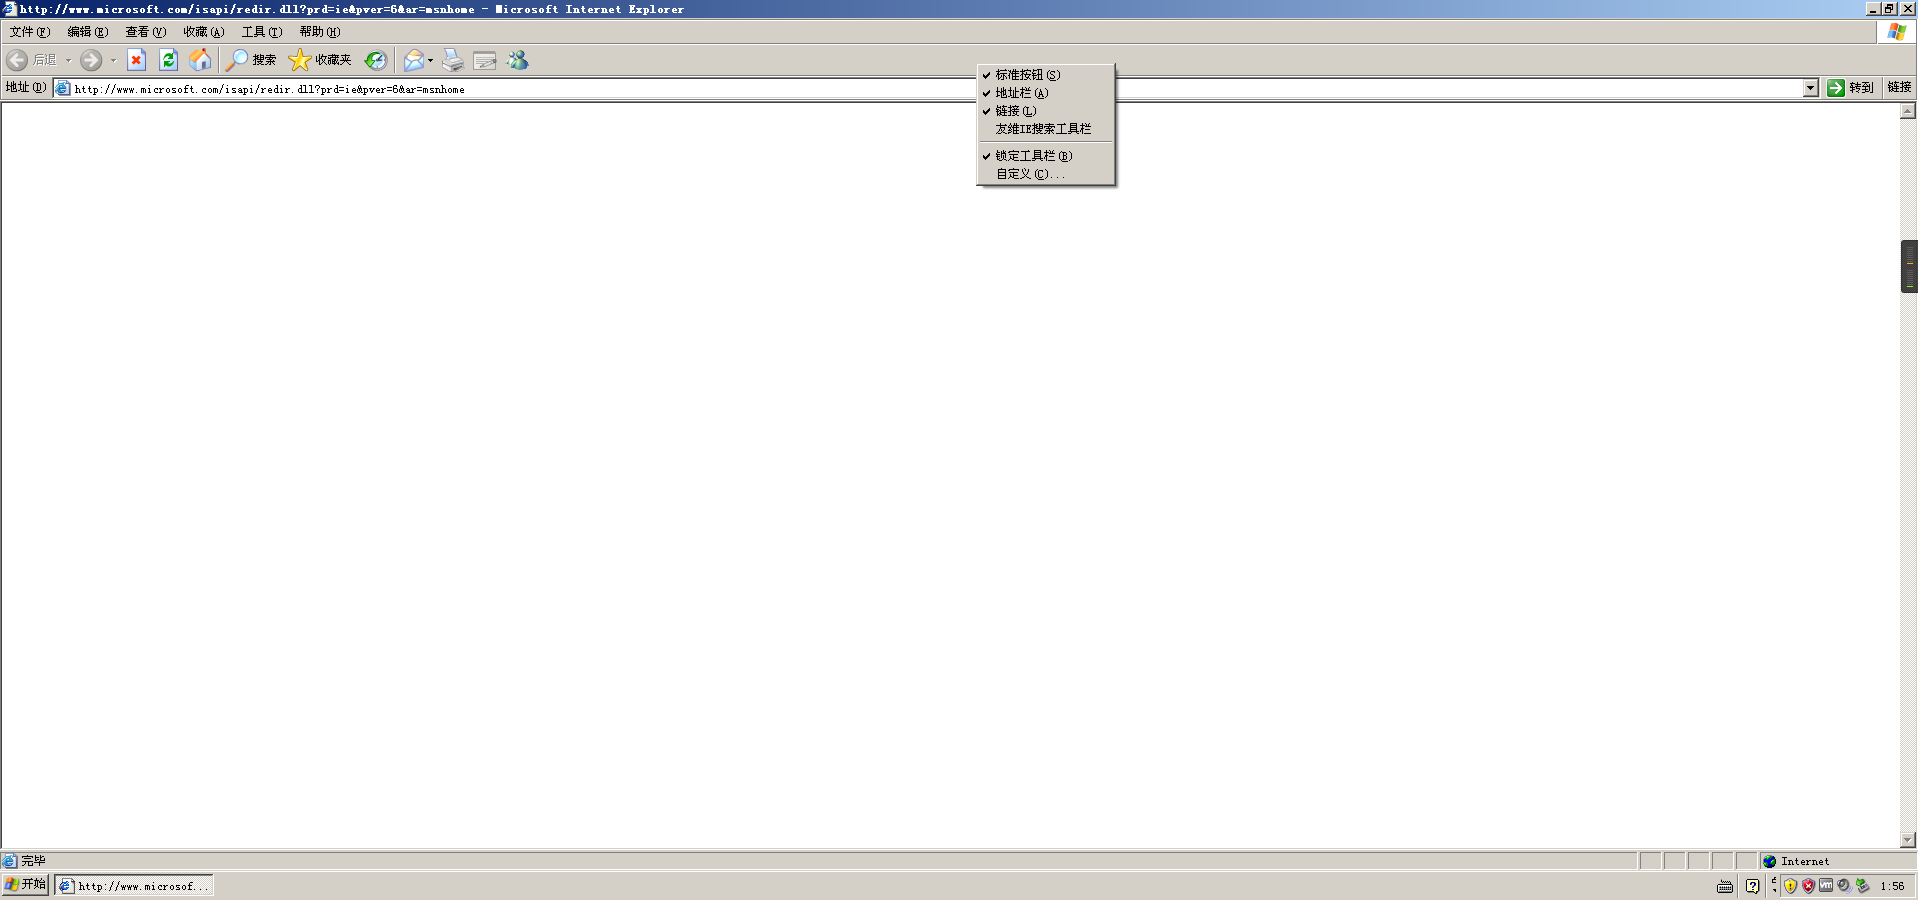 http://www.microsoft.com/isapi/redir.dll?prd=ie&pver=6&ar=msnhome - Microsoft Internet Explorer
文件(F) 编辑(E) 查看(V) 收藏(A) 工具(T) 帮助(H)
后退 搜索 收藏夹
地址(D) http://www.microsoft.com/isapi/redir.dll?prd=ie&pver=6&ar=msnhome 转到 链接
标准按钮(S)
地址栏(A)
链接(L)
友维IE搜索工具栏
锁定工具栏(B)
自定义(C)...
完毕 Internet
开始 http://www.microsof... 1:56